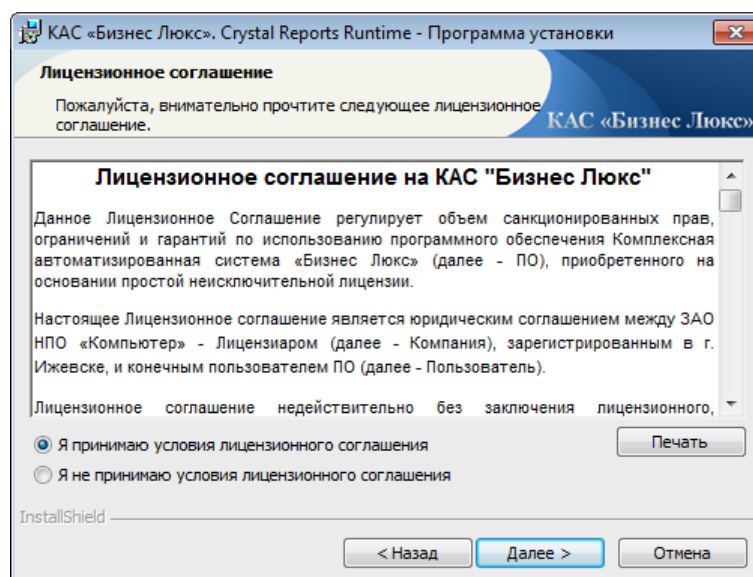 КАС «Бизнес Люкс». Crystal Reports Runtime - Программа установки
Лицензионное соглашение
Пожалуйста, внимательно прочтите следующее лицензионное
соглашение.
КАС «Бизнес Люкс»
Лицензионное соглашение на КАС "Бизнес Люкс"
Данное Лицензионное Соглашение регулирует объем санкционированных прав,
ограничений и гарантий по использованию программного обеспечения Комплексная
автоматизированная система «Бизнес Люкс» (далее - ПО), приобретенного на
основании простой неисключительной лицензии.
Настоящее Лицензионное соглашение является юридическим соглашением между ЗАО
НПО «Компьютер» - Лицензиаром (далее - Компания), зарегистрированным в г.
Ижевске, и конечным пользователем ПО (далее - Пользователь).
Лицензионное соглашение недействительно без заключения лицензионного,
Я принимаю условия лицензионного соглашения
Печать
Я не принимаю условия лицензионного соглашения
InstallShield
< Назад
Далее >
Отмена